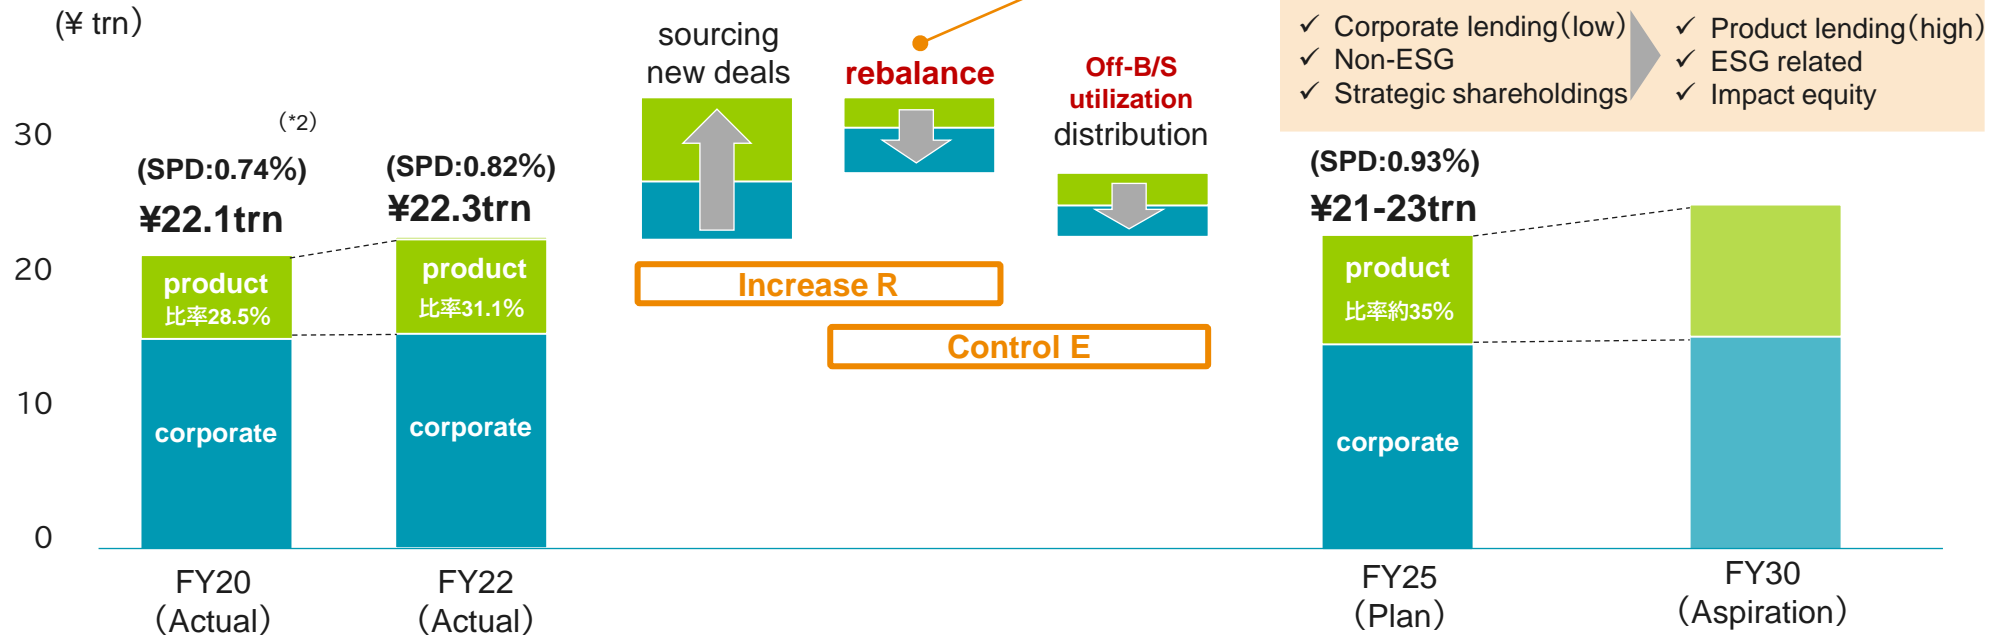 (¥ trn)
30
20
10
0
(*2)
(SPD:0.74%)
¥22.1trn
product
比率28.5%
corporate
FY20
(Actual)
(SPD:0.82%)
¥22.3trn
product
比率31.1%
corporate
FY22
(Actual)
sourcing
new deals
rebalance
Off-B/S
utilization
distribution
Increase R
Control E
✓ Corporate lending(low)
✓ Non-ESG
✓ Strategic shareholdings
✓ Product lending(high)
✓ ESG related
✓ Impact equity
(SPD:0.93%)
¥21-23trn
product
比率約35%
corporate
FY25
(Plan)
FY30
(Aspiration)